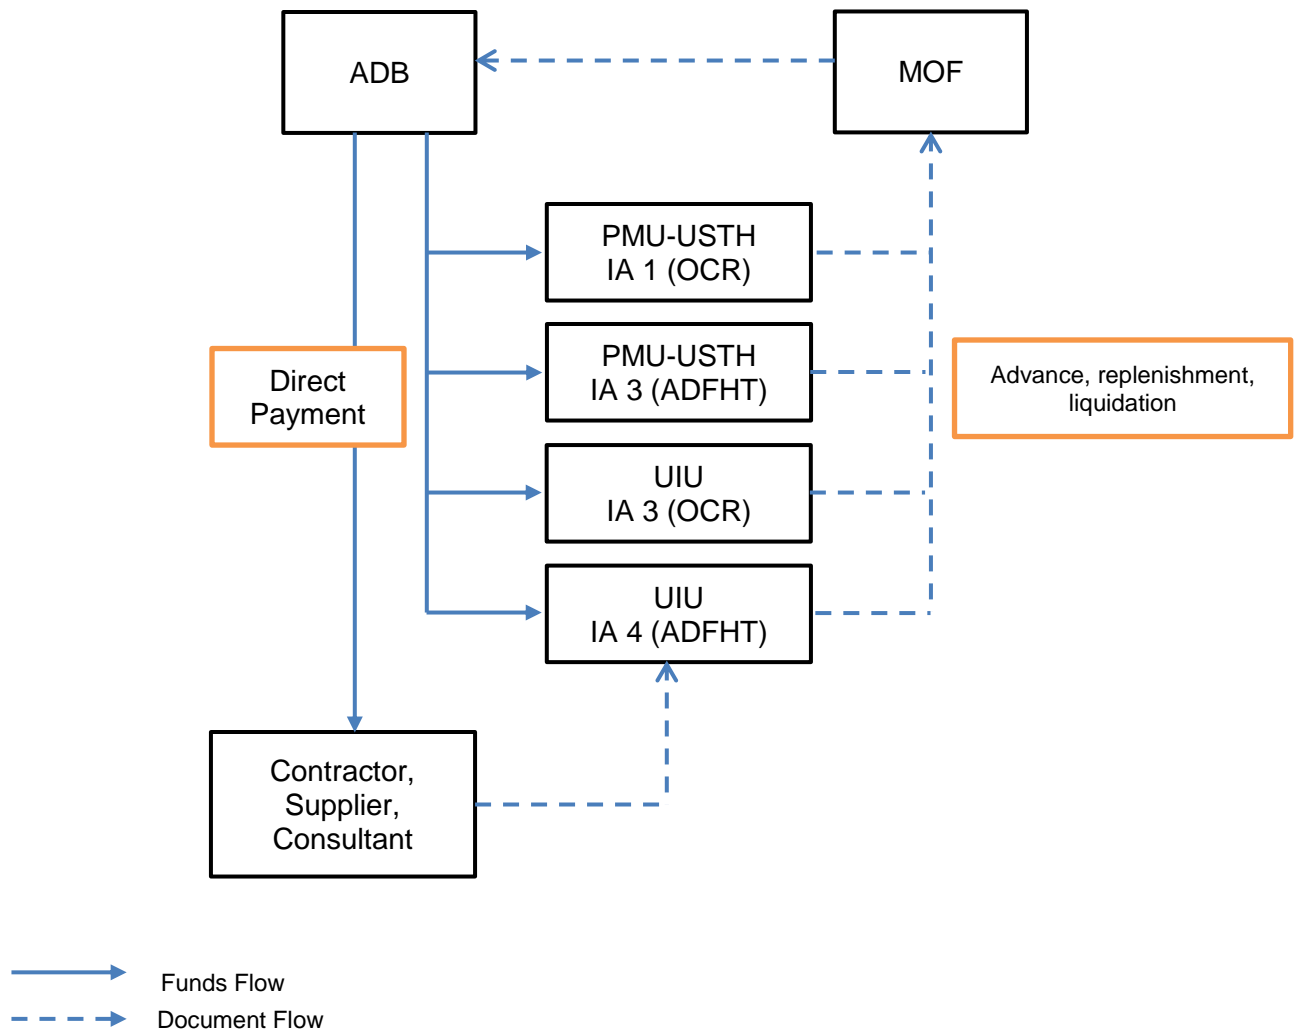 ADB
MOF
PMU-USTH
IA 1 (OCR)
PMU-USTH
IA 3 (ADFHT)
Direct
Payment
Advance, replenishment,
liquidation
UIU
IA 3 (OCR)
UIU
IA 4 (ADFHT)
Contractor,
Supplier,
Consultant
Funds Flow
Document Flow